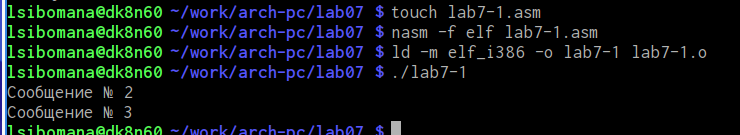 lsibomana@dk8n60 ~/work/arch-pc/lab07 $ touch lab7-1.asm
lsibomana@dk8n60 ~/work/arch-pc/lab07 $ nasm -f elf lab7-1.asm
lsibomana@dk8n60 ~/work/arch-pc/lab07 $ ld -m elf_i386 -o lab7-1 lab7-1.o
lsibomana@dk8n60 ~/work/arch-pc/lab07 $ ./lab7-1
Сообщение № 2
Сообщение № 3
lsibomana@dk8n60 ~/work/arch-pc/lab07 $